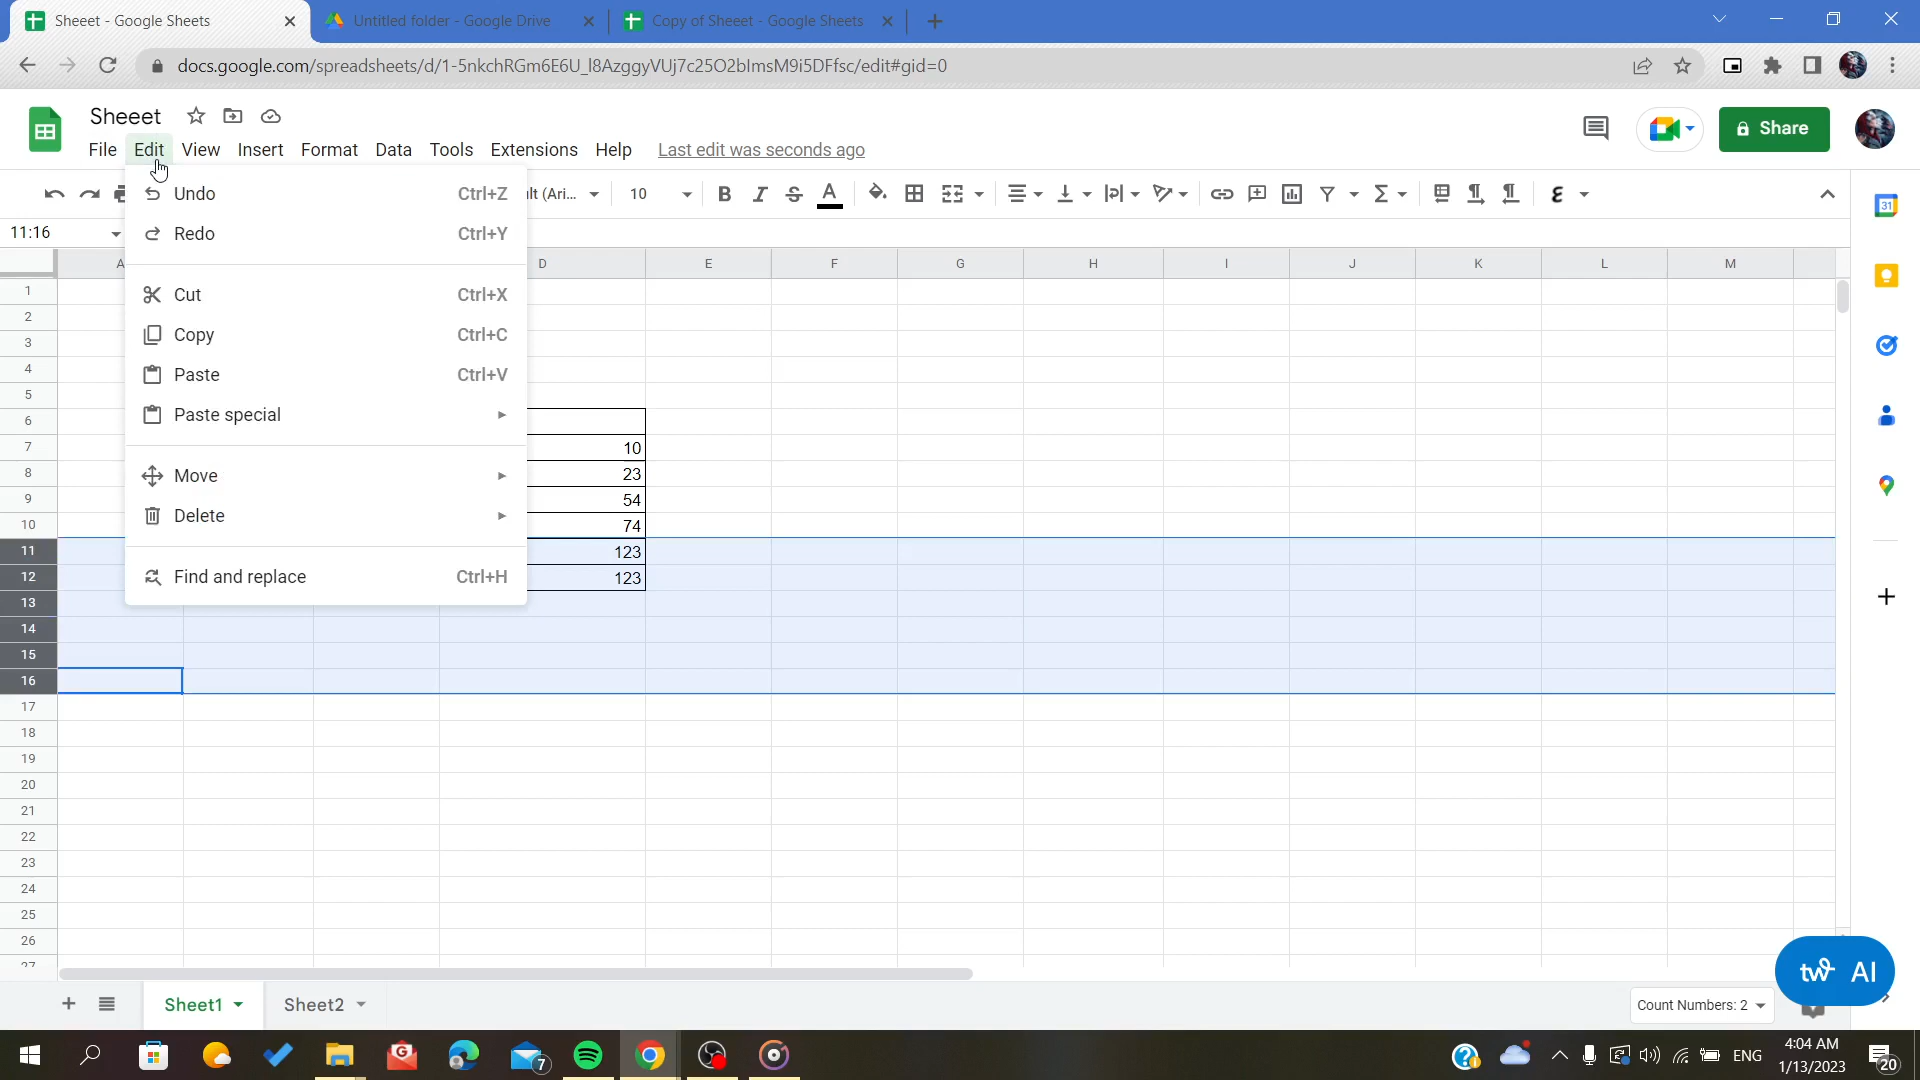 Sheeet - Google Sheets
Untitled folder - Google Drive
Copy of Sheeet - Google Sheets
docs.google.com/spreadsheets/d/1-5nkchRGm6E6U_I8AzggyVUj7c25O2bImsM9i5DFfsc/edit#gid=0
Sheeet
File Edit View Insert Format Data Tools Extensions Help Last edit was seconds ago
Share
Undo Ctrl+Z
10
B I S A
Σ
ε
31
11:16
Redo Ctrl+Y
A D E F G H I J K L M
Cut Ctrl+X
Copy Ctrl+C
Paste Ctrl+V
Paste special
Move
Delete
Find and replace Ctrl+H
1
2
3
4
5
6
7 10
8 23
9 54
10 74
11 123
12 123
13
14
15
16
17
18
19
20
21
22
23
24
25
26
27
AI
Sheet1 Sheet2 Count Numbers: 2
7
ENG
4:04 AM
1/13/2023
20